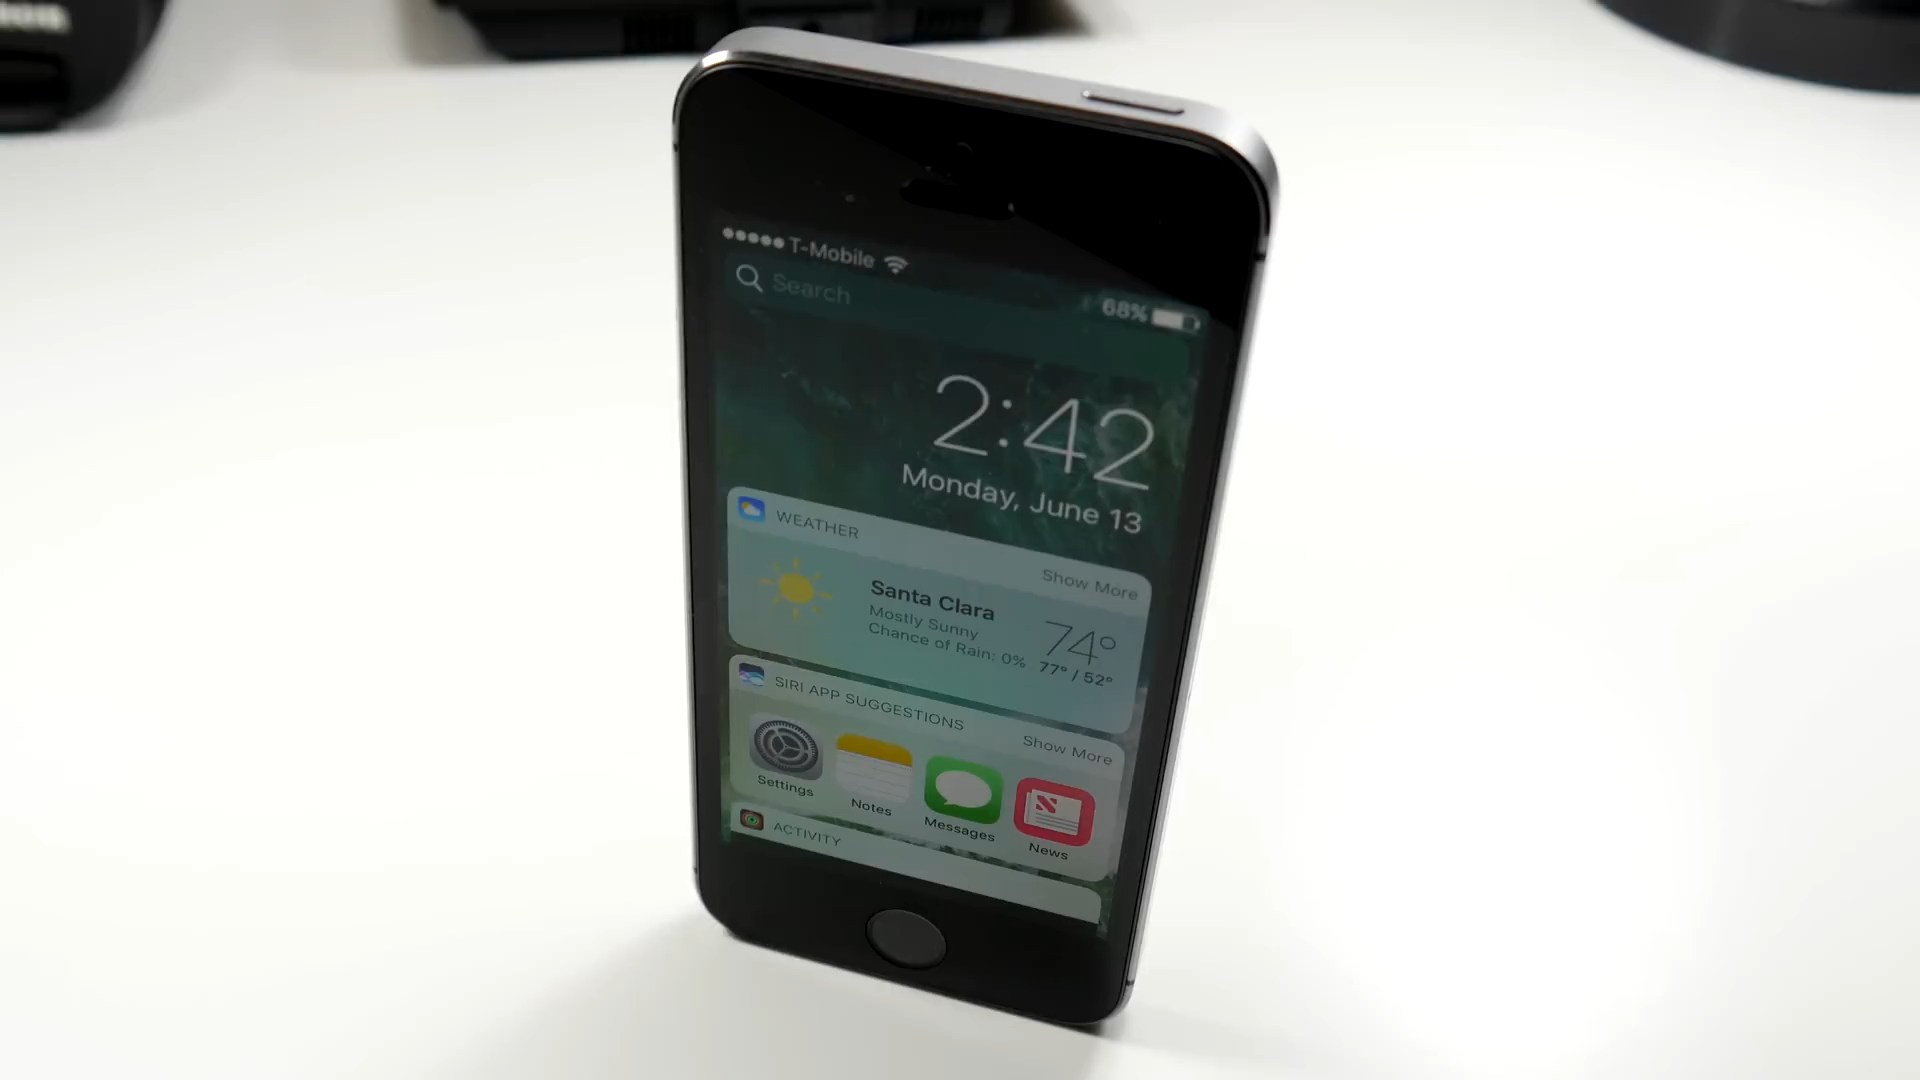 T-Mobile
68%
Search
2:42
Monday, June 13
WEATHER
Show More
Santa Clara
Mostly Sunny
Chance of Rain: 0%
74°
77° / 52°
SIRI APP SUGGESTIONS
Show More
Settings
Notes
Messages
News
ACTIVITY